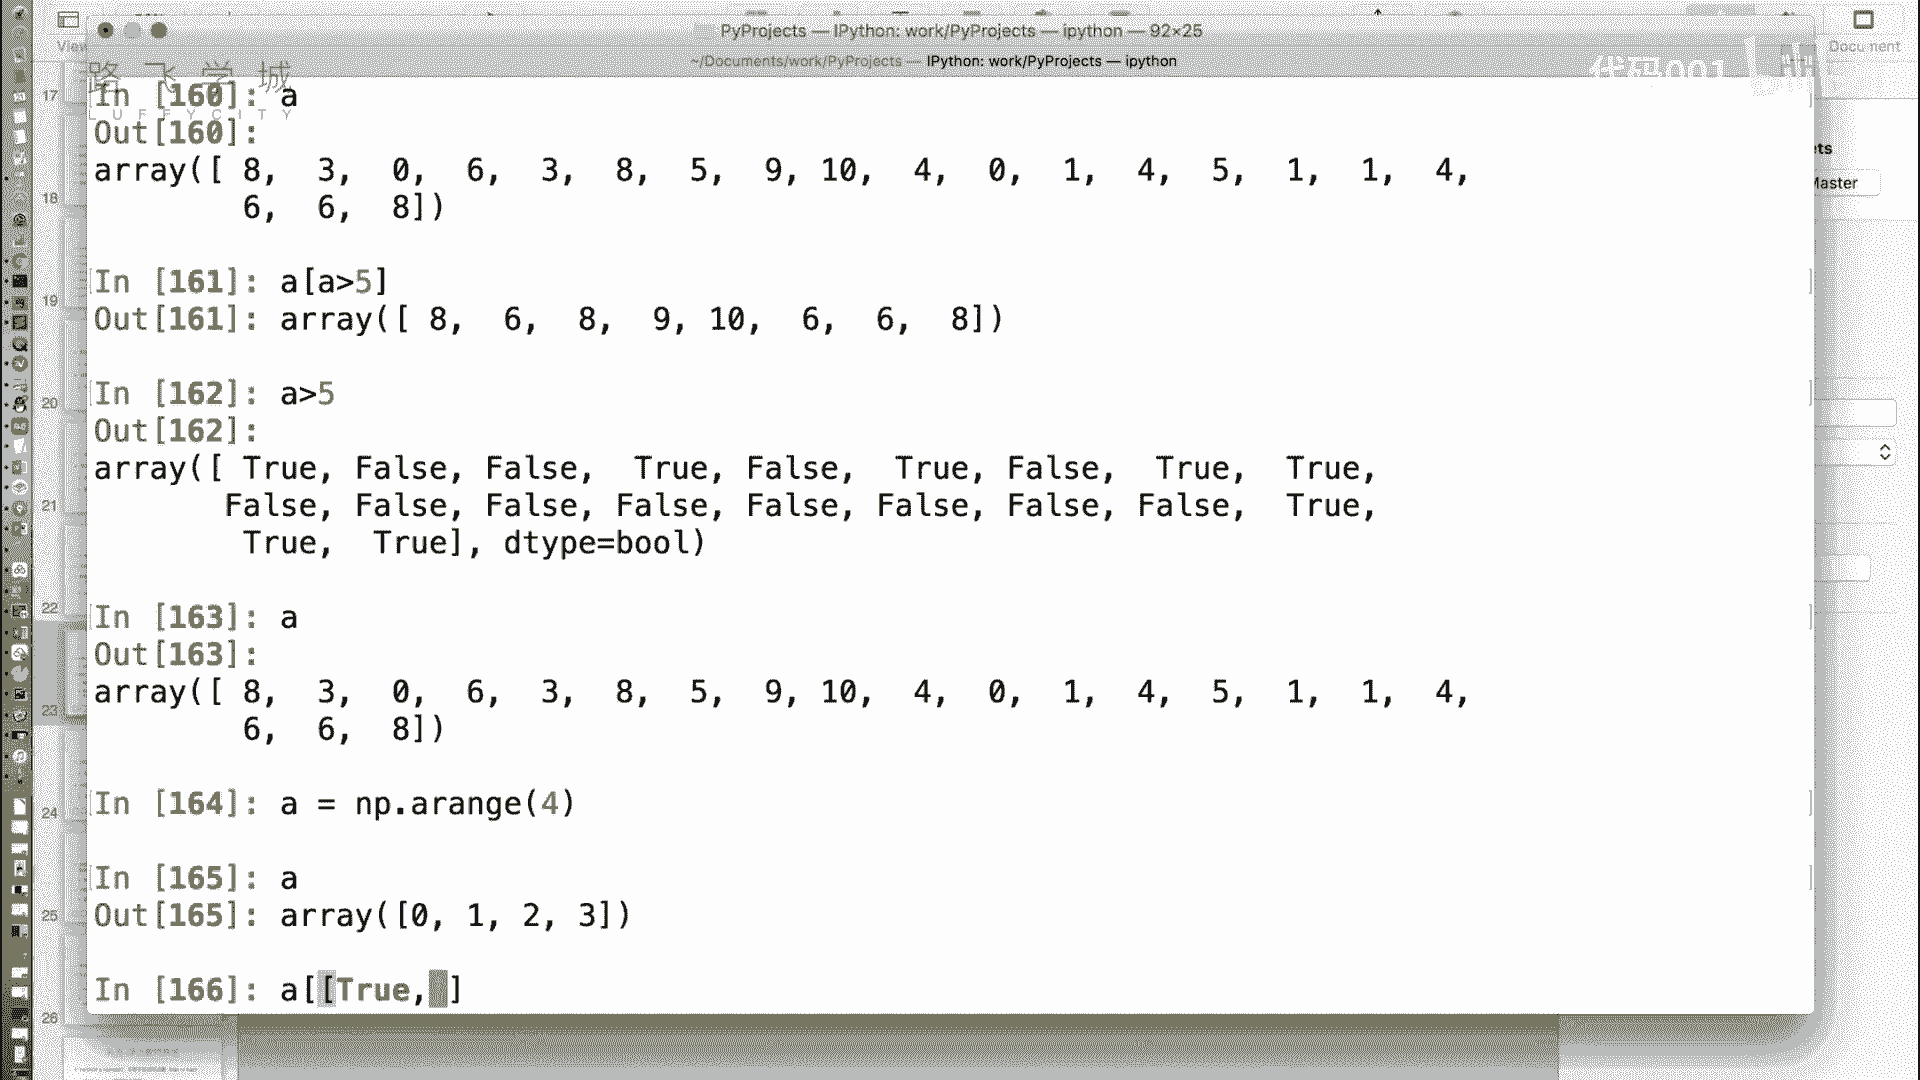 PyProjects — IPython: work/PyProjects — ipython — 92×25
~/Documents/work/PyProjects — IPython: work/PyProjects — ipython
View
Document
路飞学城
LUFFYCITY
代码001
In [160]: a
Out[160]:
array([ 8,  3,  0,  6,  3,  8,  5,  9, 10,  4,  0,  1,  4,  5,  1,  1,  4,
        6,  6,  8])
In [161]: a[a>5]
Out[161]: array([ 8,  6,  8,  9, 10,  6,  6,  8])
In [162]: a>5
Out[162]:
array([ True, False, False,  True, False,  True, False,  True,  True,
       False, False, False, False, False, False, False, False,  True,
        True,  True], dtype=bool)
In [163]: a
Out[163]:
array([ 8,  3,  0,  6,  3,  8,  5,  9, 10,  4,  0,  1,  4,  5,  1,  1,  4,
        6,  6,  8])
In [164]: a = np.arange(4)
In [165]: a
Out[165]: array([0, 1, 2, 3])
In [166]: a[[True, ]
17
18
19
20
21
22
23
24
25
26
ets
Master